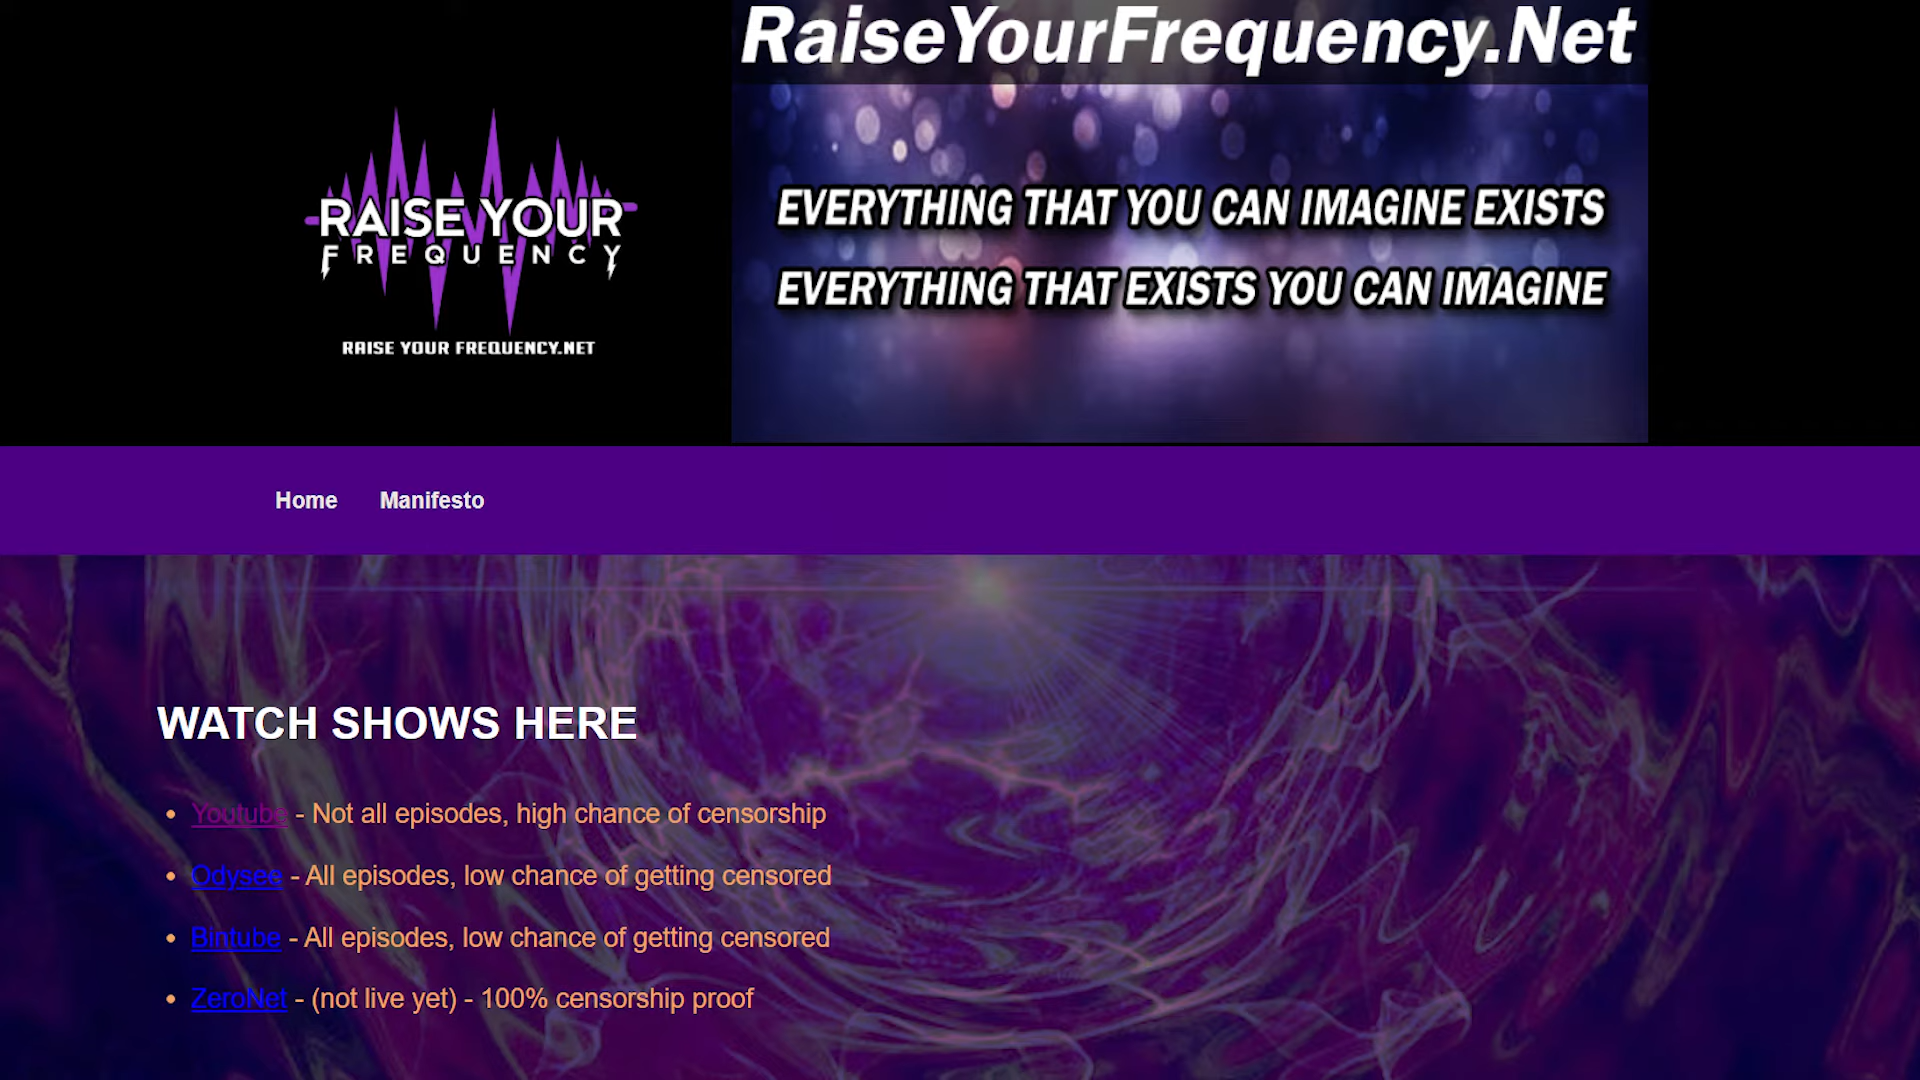 RaiseYourFrequency.Net
RAISE YOUR
FREQUENCY
RAISE YOUR FREQUENCY.NET
EVERYTHING THAT YOU CAN IMAGINE EXISTS
EVERYTHING THAT EXISTS YOU CAN IMAGINE
Home Manifesto
WATCH SHOWS HERE
• Youtube - Not all episodes, high chance of censorship
• Odysee - All episodes, low chance of getting censored
• Bintube - All episodes, low chance of getting censored
• ZeroNet - (not live yet) - 100% censorship proof